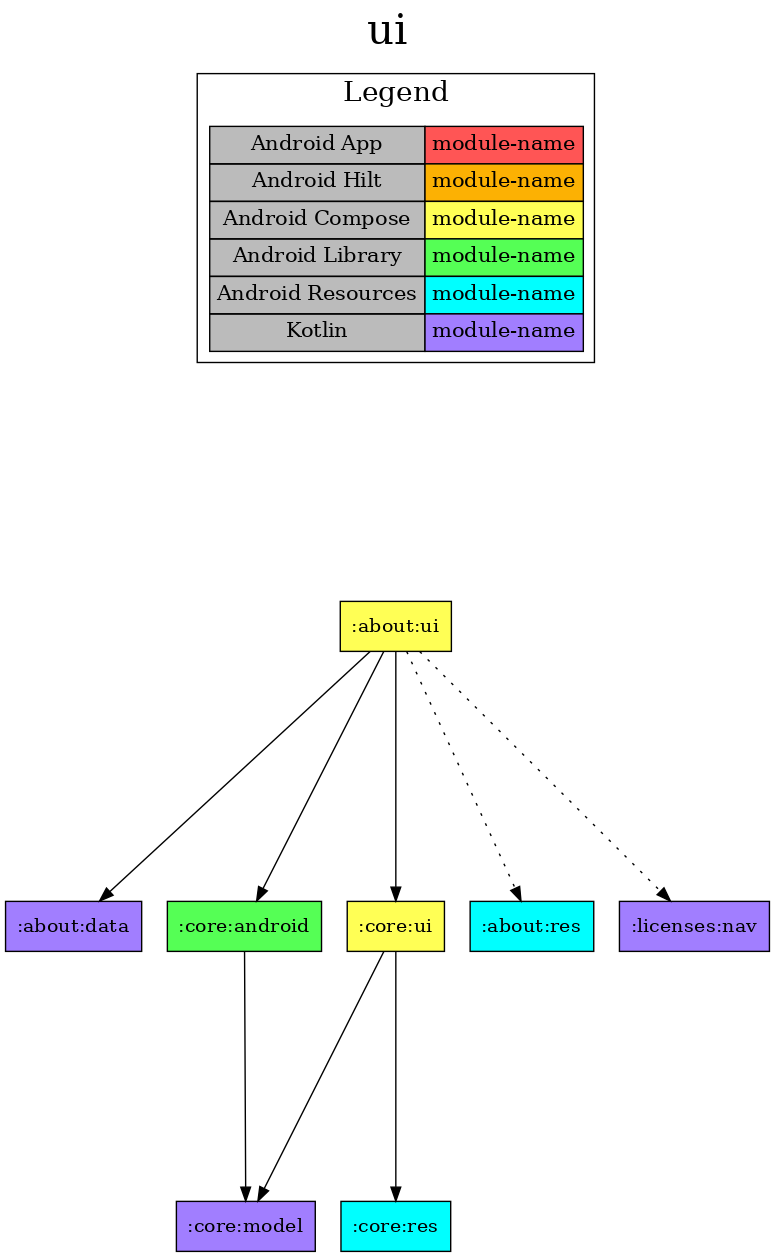 ui
Legend
Android App module-name
Android Hilt module-name
Android Compose module-name
Android Library module-name
Android Resources module-name
Kotlin module-name
:about:ui
:about:data :core:android :core:ui :about:res :licenses:nav
:core:model :core:res